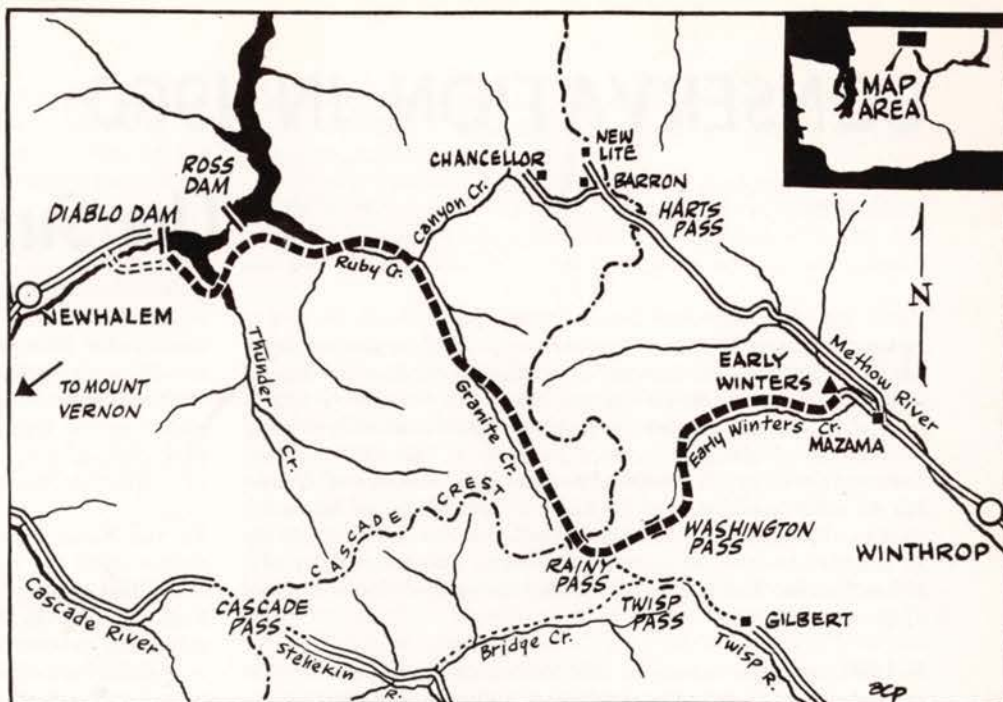 MAP
AREA
NEW
LITE
CHANCELLOR
BARRON
ROSS
DAM
HARTS
PASS
DIABLO DAM
Canyon Cr.
Ruby Cr.
N
NEWHALEM
Thunder
Cr.
Methow River
EARLY
WINTERS
TO MOUNT
VERNON
Granite Cr.
Early Winters Cr.
MAZAMA
CASCADE CREST
WASHINGTON
PASS
RAINY
PASS
WINTHROP
Cascade River
CASCADE
PASS
TWISP
PASS
GILBERT
Stehekin
R.
Bridge Cr.
Twisp R.